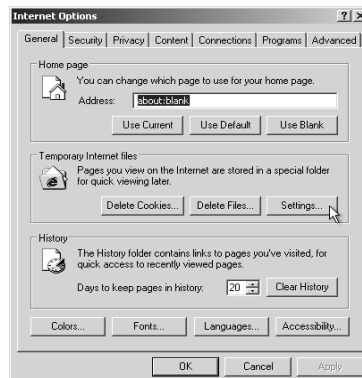 Internet Options
General Security Privacy Content Connections Programs Advanced
Home page
You can change which page to use for your home page.
Address: about:blank
Use Current Use Default Use Blank
Temporary Internet files
Pages you view on the Internet are stored in a special folder
for quick viewing later.
Delete Cookies... Delete Files... Settings...
History
The History folder contains links to pages you've visited, for
quick access to recently viewed pages.
Days to keep pages in history: 20 Clear History
Colors... Fonts... Languages... Accessibility...
OK Cancel Apply